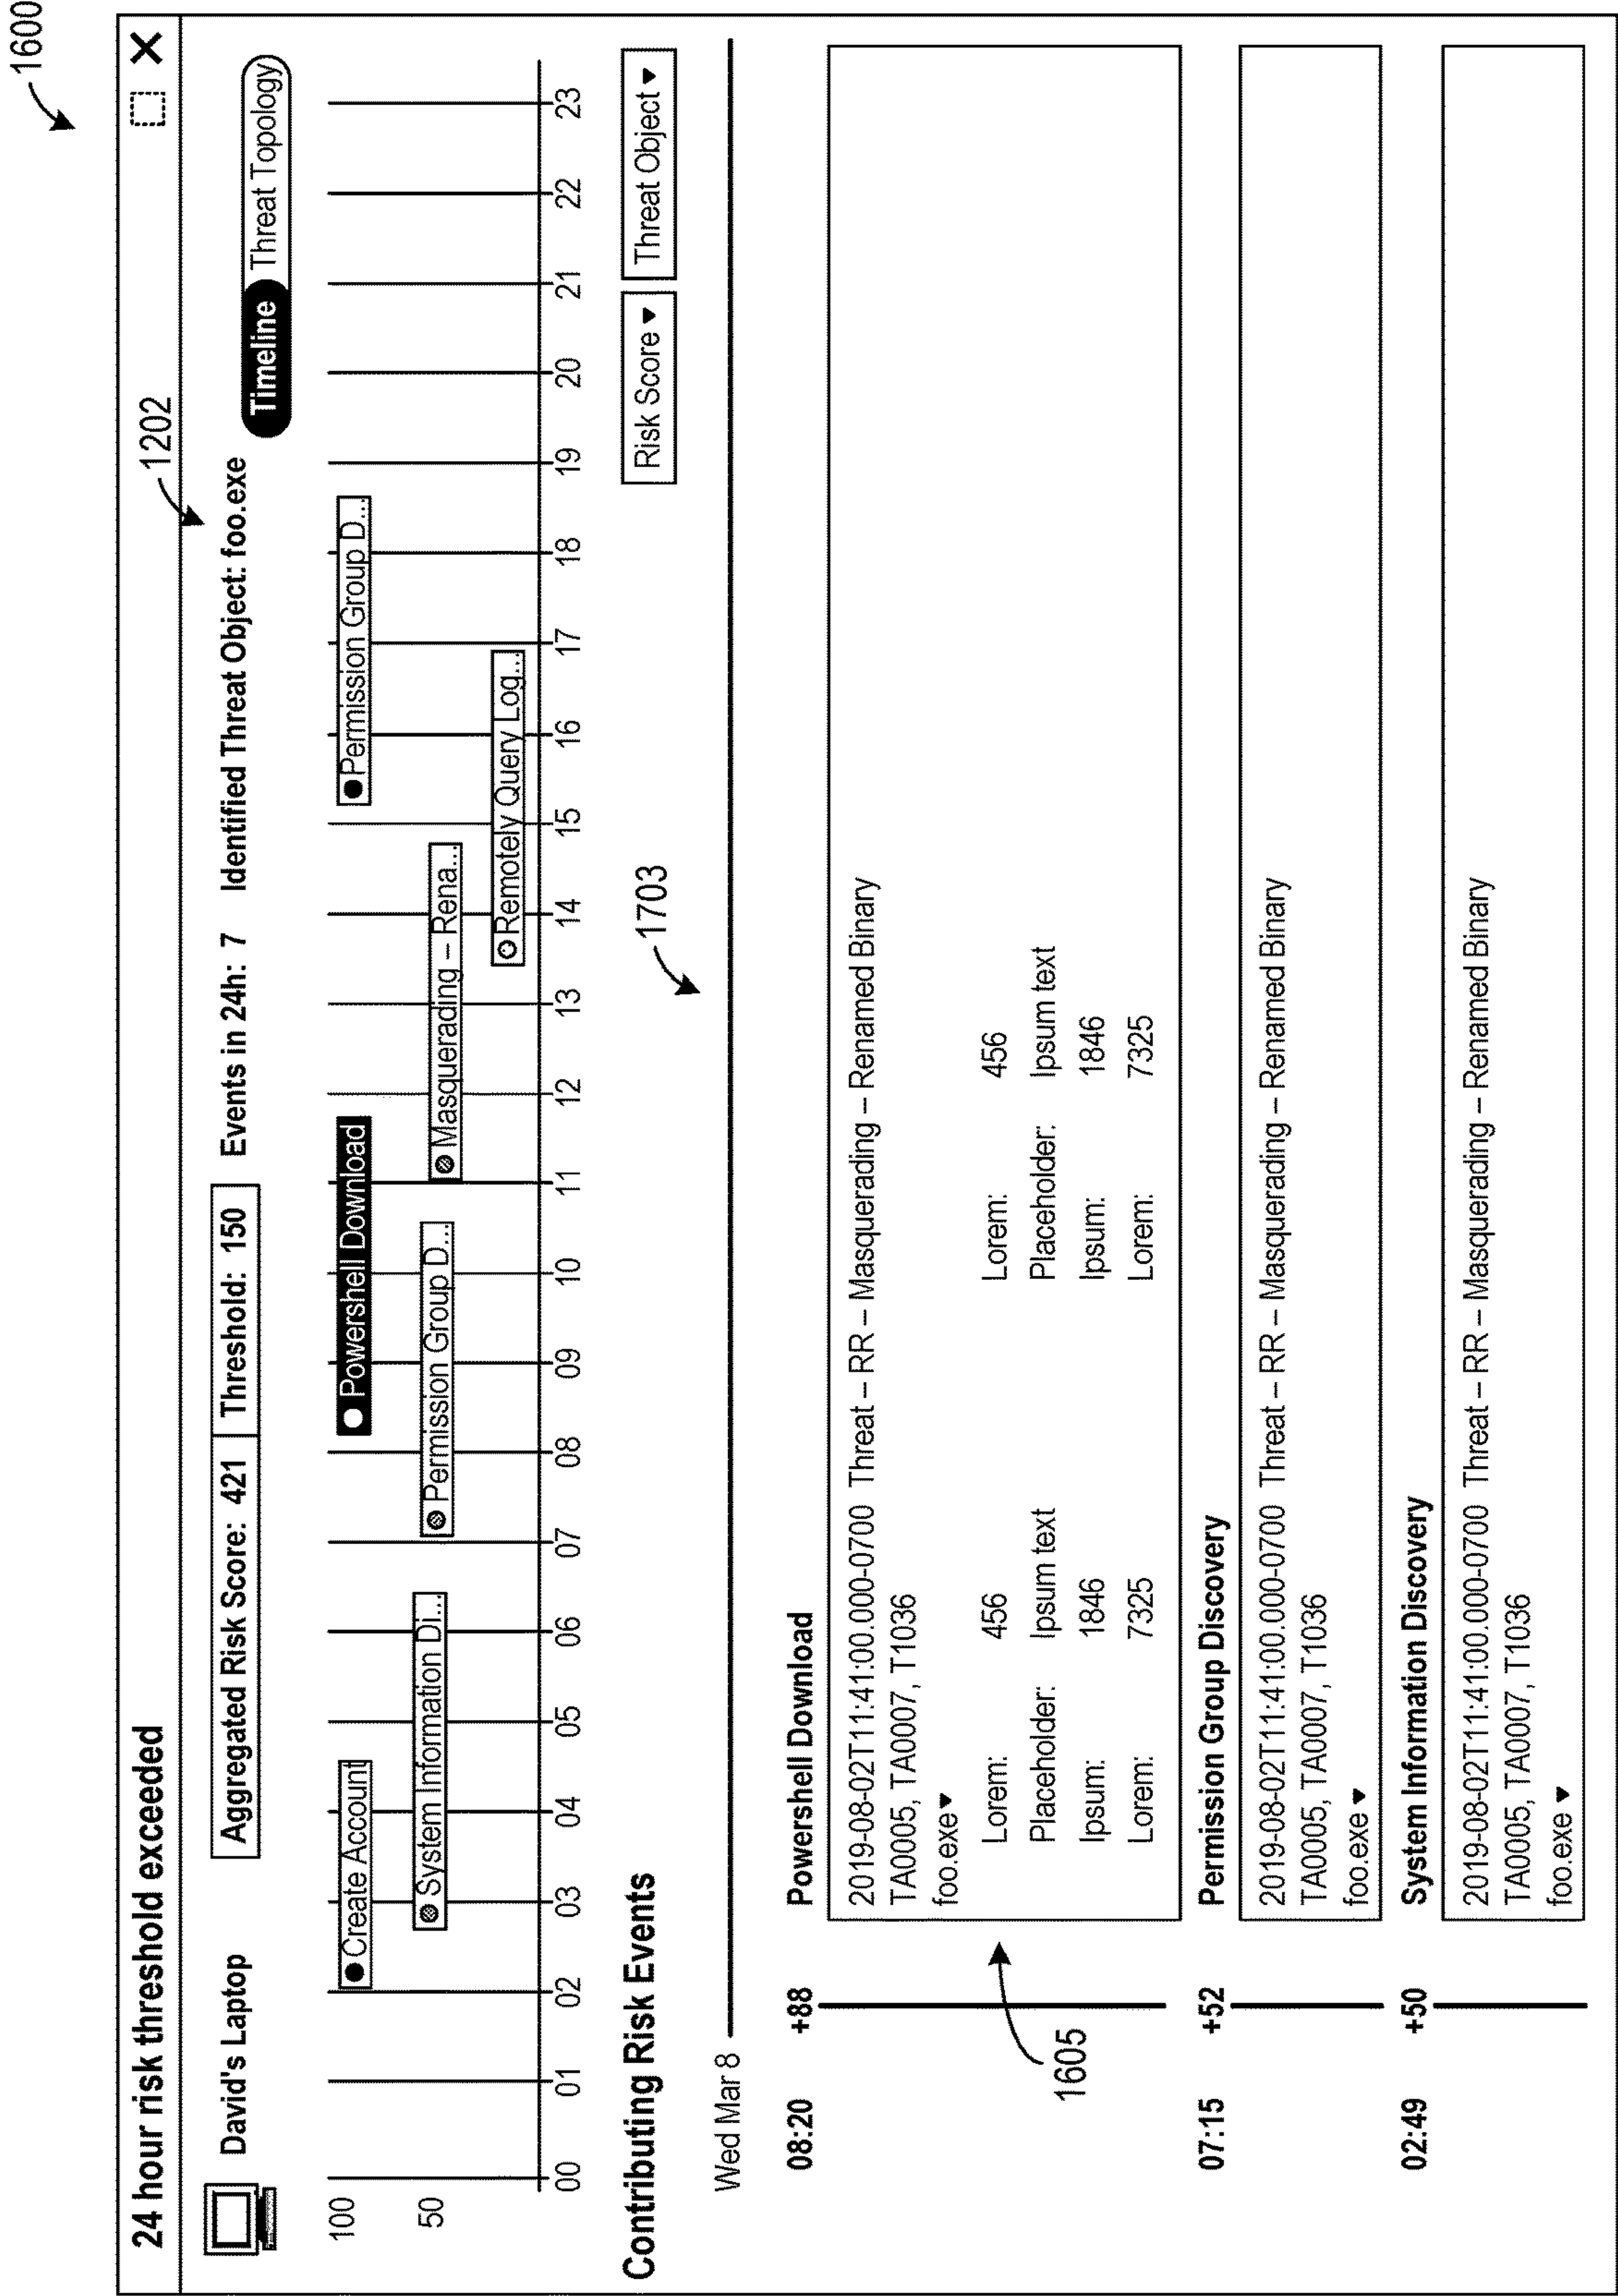 1600
24 hour risk threshold exceeded
1202
David's Laptop
Aggregated Risk Score: 421
Threshold: 150
Events in 24h: 7
Identified Threat Object: foo.exe
Timeline
Threat Topology
100
50
Create Account
System Information Di...
Powershell Download
Permission Group D...
Masquerading – Rena...
Remotely Query Log...
Permission Group D...
00 01 02 03 04 05 06 07 08 09 10 11 12 13 14 15 16 17 18 19 20 21 22 23
Contributing Risk Events
Risk Score ▾
Threat Object ▾
1703
Wed Mar 8
08:20 +88 Powershell Download
2019-08-02T11:41:00.000-0700 Threat – RR – Masquerading – Renamed Binary
TA0005, TA0007, T1036
foo.exe ▾
Lorem: 456 Lorem: 456
Placeholder: Ipsum text Placeholder: Ipsum text
Ipsum: 1846 Ipsum: 1846
Lorem: 7325 Lorem: 7325
1605
07:15 +52 Permission Group Discovery
2019-08-02T11:41:00.000-0700 Threat – RR – Masquerading – Renamed Binary
TA0005, TA0007, T1036
foo.exe ▾
02:49 +50 System Information Discovery
2019-08-02T11:41:00.000-0700 Threat – RR – Masquerading – Renamed Binary
TA0005, TA0007, T1036
foo.exe ▾